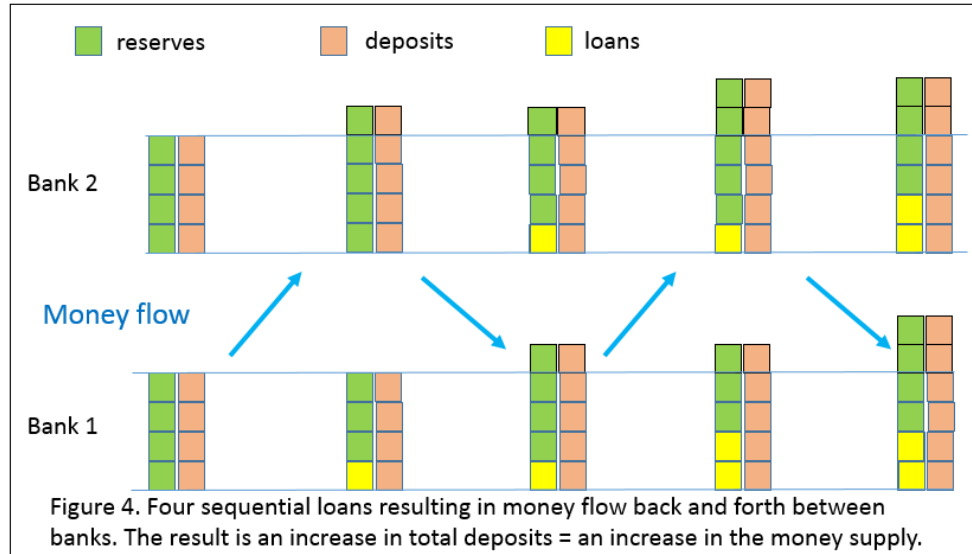 reserves deposits loans
Bank 2
Money flow
Bank 1
Figure 4. Four sequential loans resulting in money flow back and forth between
banks. The result is an increase in total deposits = an increase in the money supply.